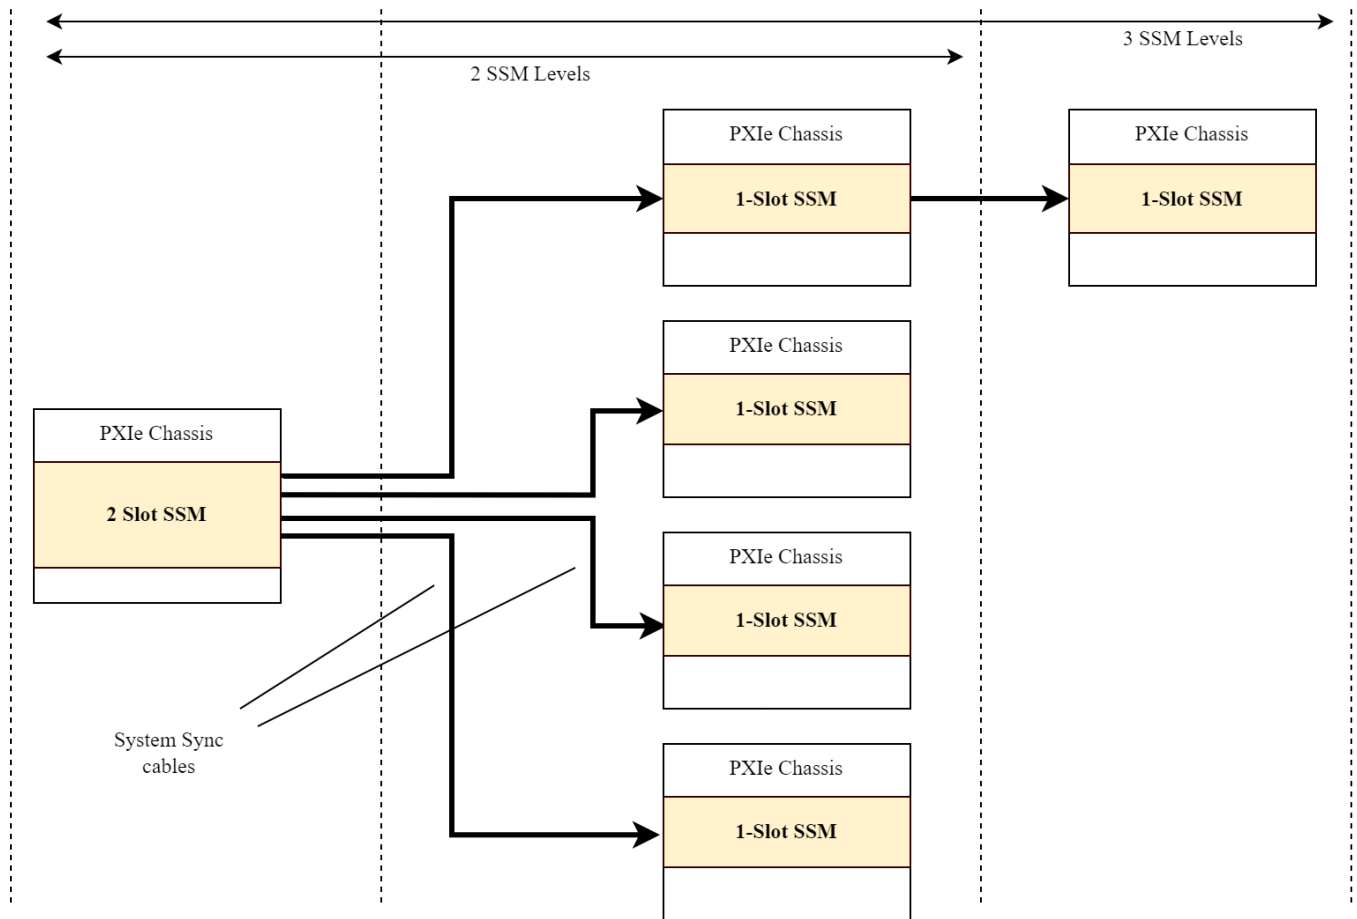 3 SSM Levels
2 SSM Levels
PXIe Chassis
1-Slot SSM
PXIe Chassis
1-Slot SSM
PXIe Chassis
1-Slot SSM
PXIe Chassis
2 Slot SSM
PXIe Chassis
1-Slot SSM
System Sync
cables
PXIe Chassis
1-Slot SSM